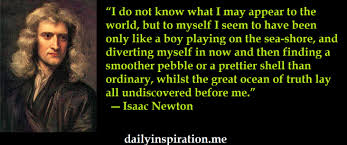 “I do not know what I may appear to the
world, but to myself I seem to have been
only like a boy playing on the sea-shore, and
diverting myself in now and then finding a
smoother pebble or a prettier shell than
ordinary, whilst the great ocean of truth lay
all undiscovered before me.”
— Isaac Newton
dailyinspiration.me